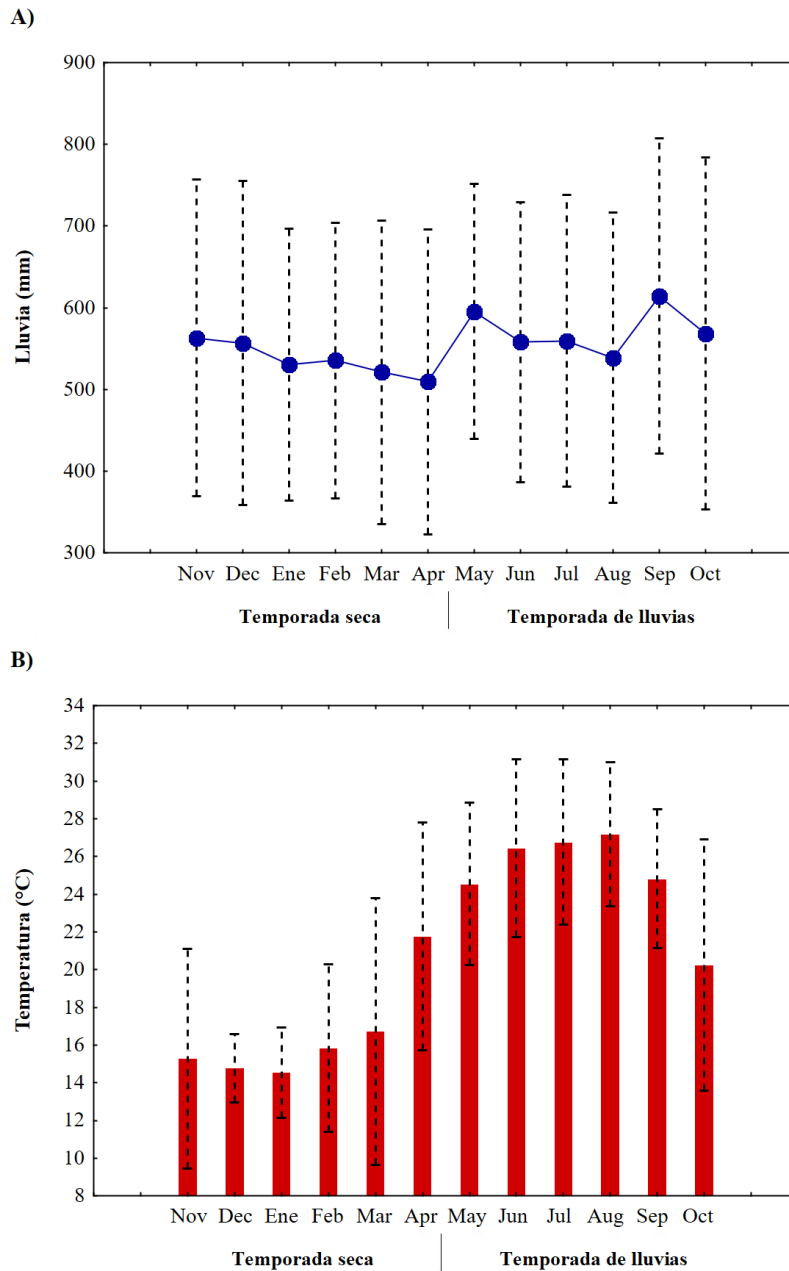 A)
900
800
700
600
500
400
300
Lluvia (mm)
Nov Dec Ene Feb Mar Apr May Jun Jul Aug Sep Oct
Temporada seca Temporada de lluvias
B)
34
32
30
28
26
24
22
20
18
16
14
12
10
8
Temperatura (°C)
Nov Dec Ene Feb Mar Apr May Jun Jul Aug Sep Oct
Temporada seca Temporada de lluvias